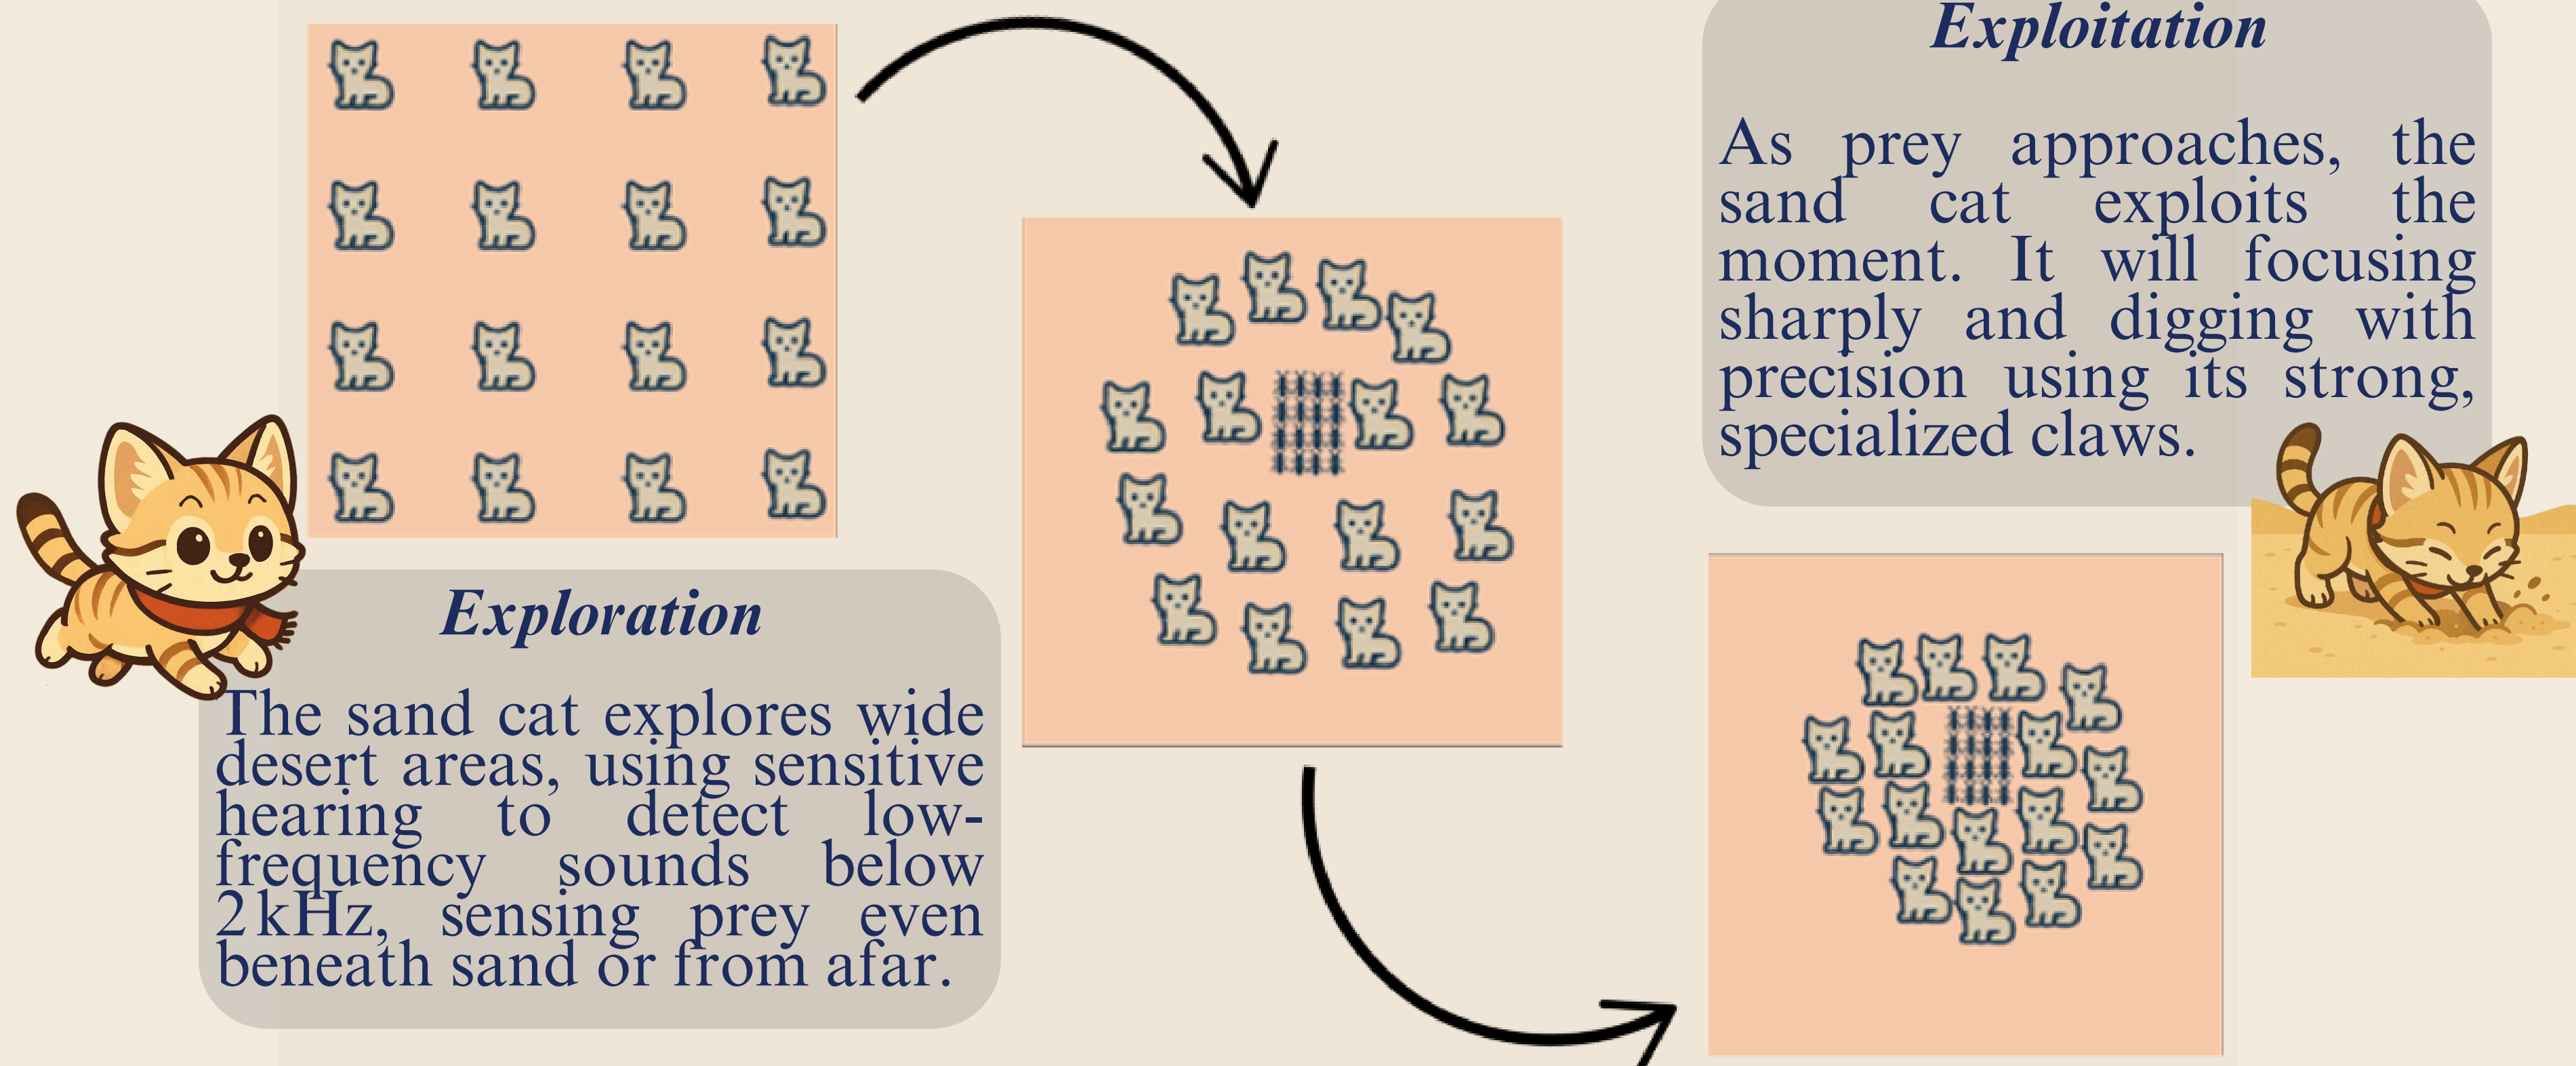 Exploration
The sand cat explores wide
desert areas, using sensitive
hearing to detect low-
frequency sounds below
2 kHz, sensing prey even
beneath sand or from afar.
Exploitation
As prey approaches, the
sand cat exploits the
moment. It will focusing
sharply and digging with
precision using its strong,
specialized claws.